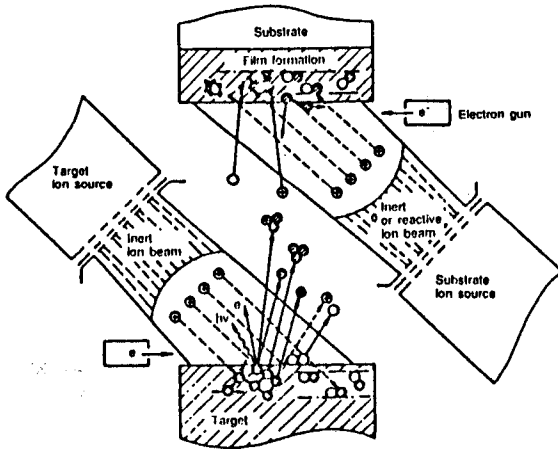 Substrate
Film formation
e⁻
Electron gun
Target
Ion source
Inert
Ion beam
Inert
or reactive
Ion beam
Substrate
Ion source
e
hν
e
Target